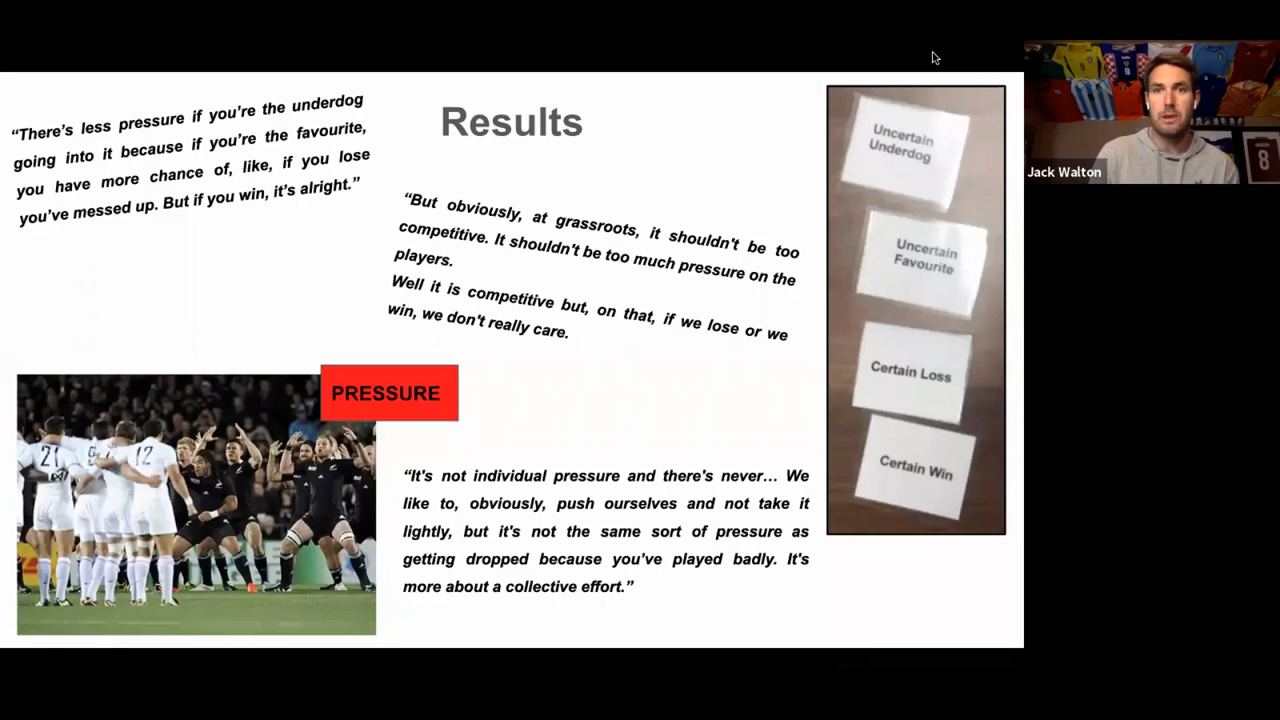 Results
“There’s less pressure if you’re the underdog
going into it because if you’re the favourite,
you have more chance of, like, if you lose
you’ve messed up. But if you win, it’s alright.”
“But obviously, at grassroots, it shouldn't be too
competitive. It shouldn't be too much pressure on the
players.
Well it is competitive but, on that, if we lose or we
win, we don't really care.
PRESSURE
“It's not individual pressure and there's never… We
like to, obviously, push ourselves and not take it
lightly, but it's not the same sort of pressure as
getting dropped because you’ve played badly. It's
more about a collective effort.”
Uncertain
Underdog
Uncertain
Favourite
Certain Loss
Certain Win
21
12
Jack Walton
8